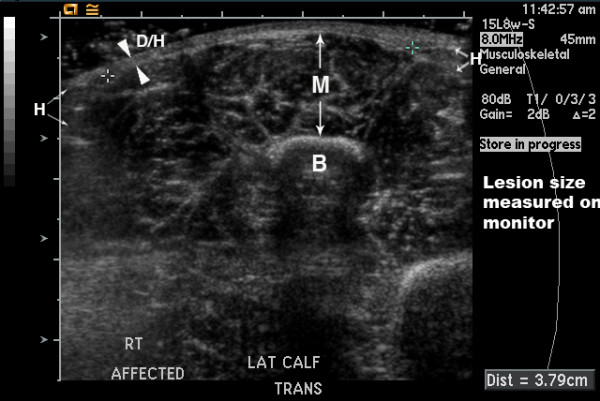 11:42:57 am
15L8w-S
8.0MHz 45mm
Musculoskeletal
General
80dB T1/ 0/3/3
Gain= 2dB Δ=2
Store in progress
Lesion size
measured on
monitor
D/H
H
M
H
B
RT
AFFECTED
LAT CALF
TRANS
Dist = 3.79cm